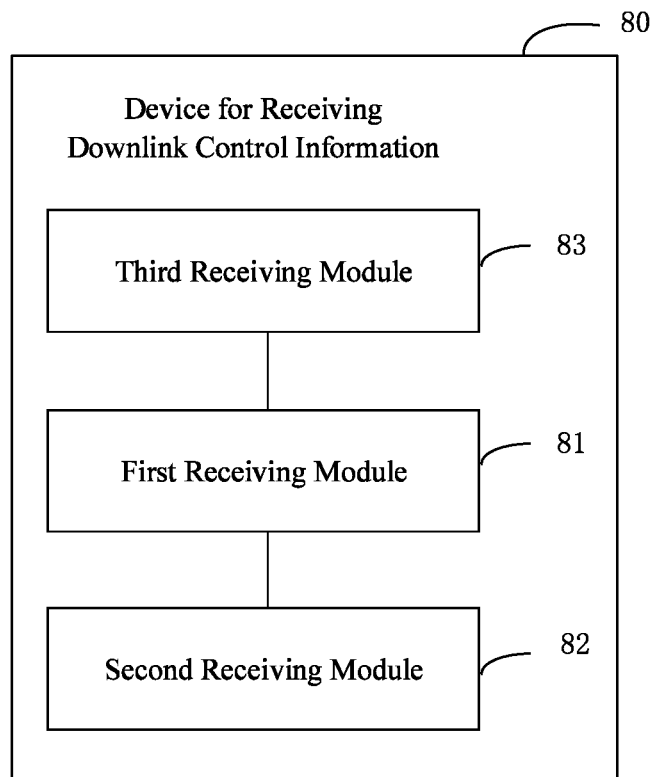 80
Device for Receiving
Downlink Control Information
Third Receiving Module
83
First Receiving Module
81
Second Receiving Module
82